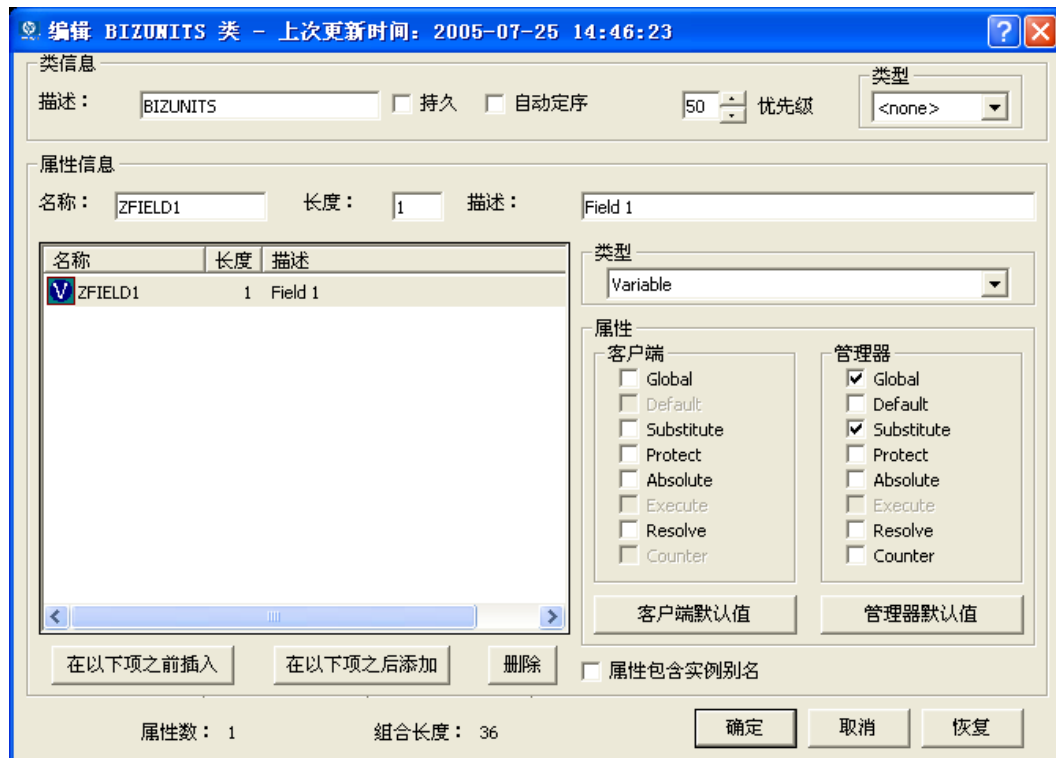 编辑 BIZUNITS 类 - 上次更新时间: 2005-07-25 14:46:23
类信息
描述： BIZUNITS 持久 自动定序 50 优先级
类型
<none>
属性信息
名称： ZFIELD1 长度： 1 描述： Field 1
名称 长度 描述
V ZFIELD1 1 Field 1
类型
Variable
属性
客户端
Global
Default
Substitute
Protect
Absolute
Execute
Resolve
Counter
客户端默认值
管理器
Global
Default
Substitute
Protect
Absolute
Execute
Resolve
Counter
管理器默认值
在以下项之前插入 在以下项之后添加 删除
属性包含实例别名
属性数： 1 组合长度： 36
确定 取消 恢复